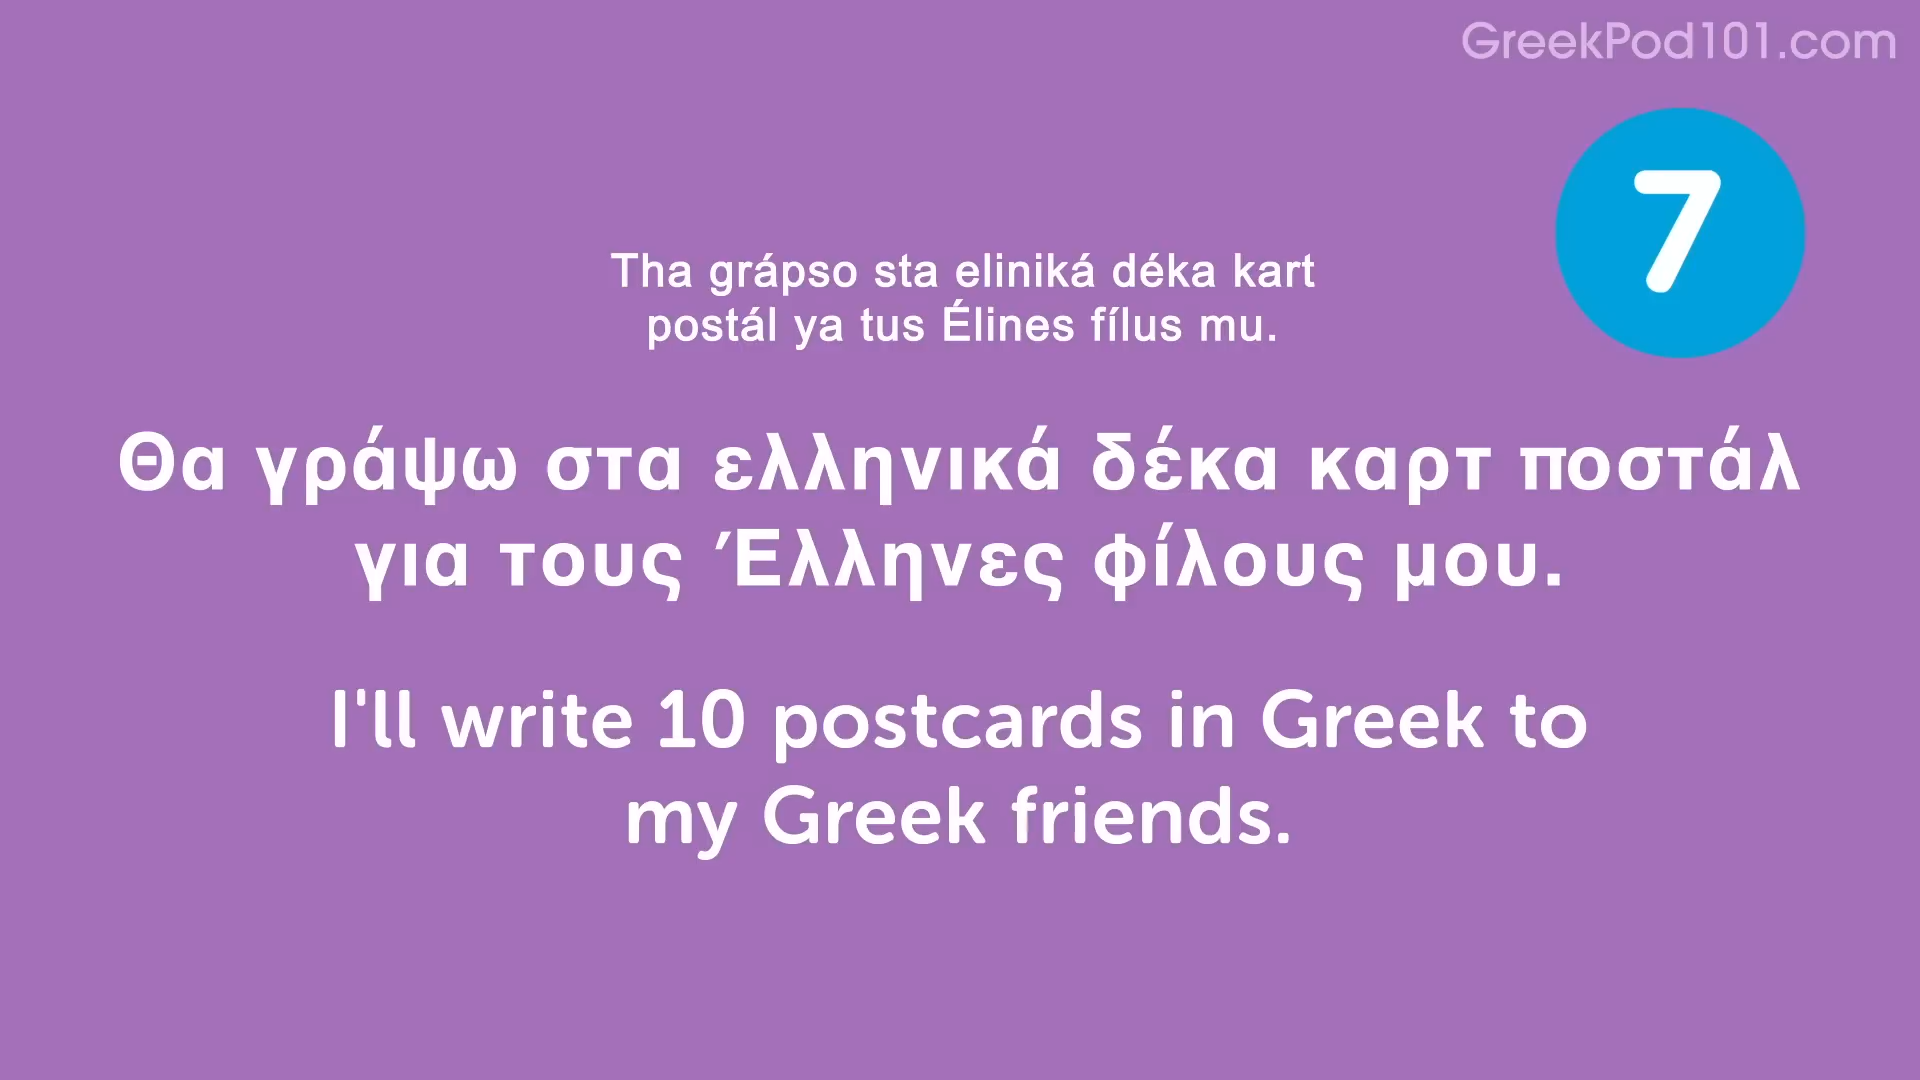 GreekPod101.com
7
Tha grápso sta eliniká déka kart
postál ya tus Élines fílus mu.
Θα γράψω στα ελληνικά δέκα καρτ ποστάλ
για τους Έλληνες φίλους μου.
I'll write 10 postcards in Greek to
my Greek friends.